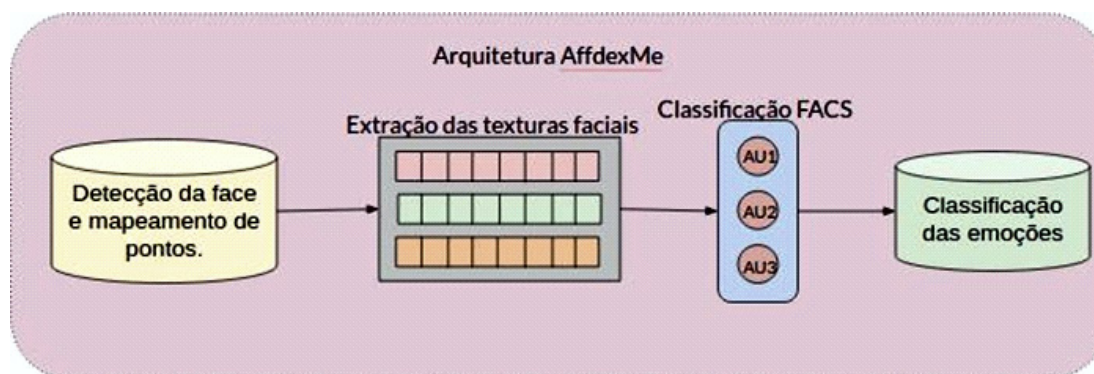 Arquitetura AffdexMe
Classificação FACS
Extração das texturas faciais
Detecção da face
e mapeamento de
pontos.
AU1
AU2
AU3
Classificação
das emoções